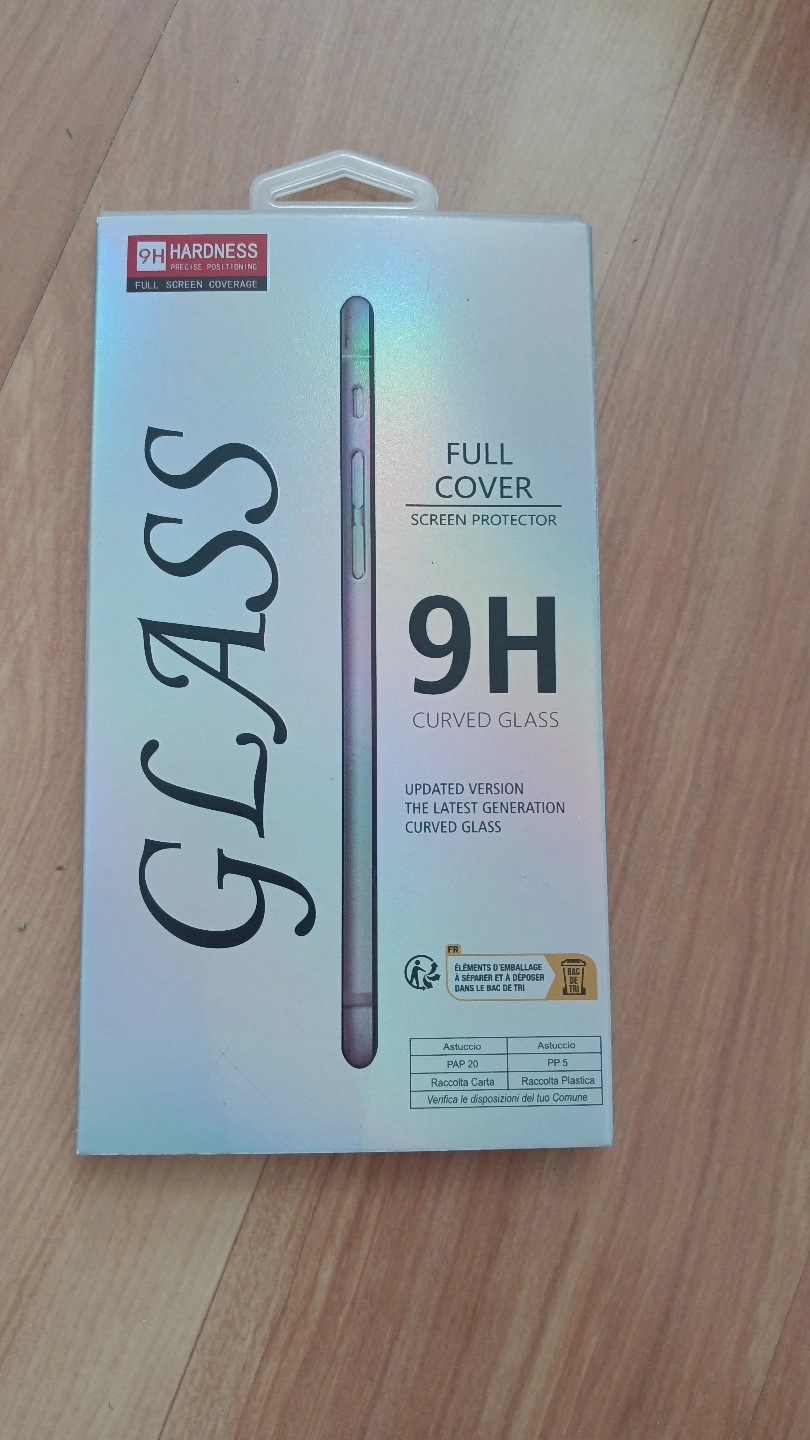 9H HARDNESS
PRECISE POSITIONING
FULL SCREEN COVERAGE
GLASS
FULL
COVER
SCREEN PROTECTOR
9H
CURVED GLASS
UPDATED VERSION
THE LATEST GENERATION
CURVED GLASS
FR
ÉLÉMENTS D'EMBALLAGE
À SÉPARER ET À DÉPOSER
DANS LE BAC DE TRI
BAC
DE
TRI
Astuccio Astuccio
PAP 20 PP 5
Raccolta Carta Raccolta Plastica
Verifica le disposizioni del tuo Comune